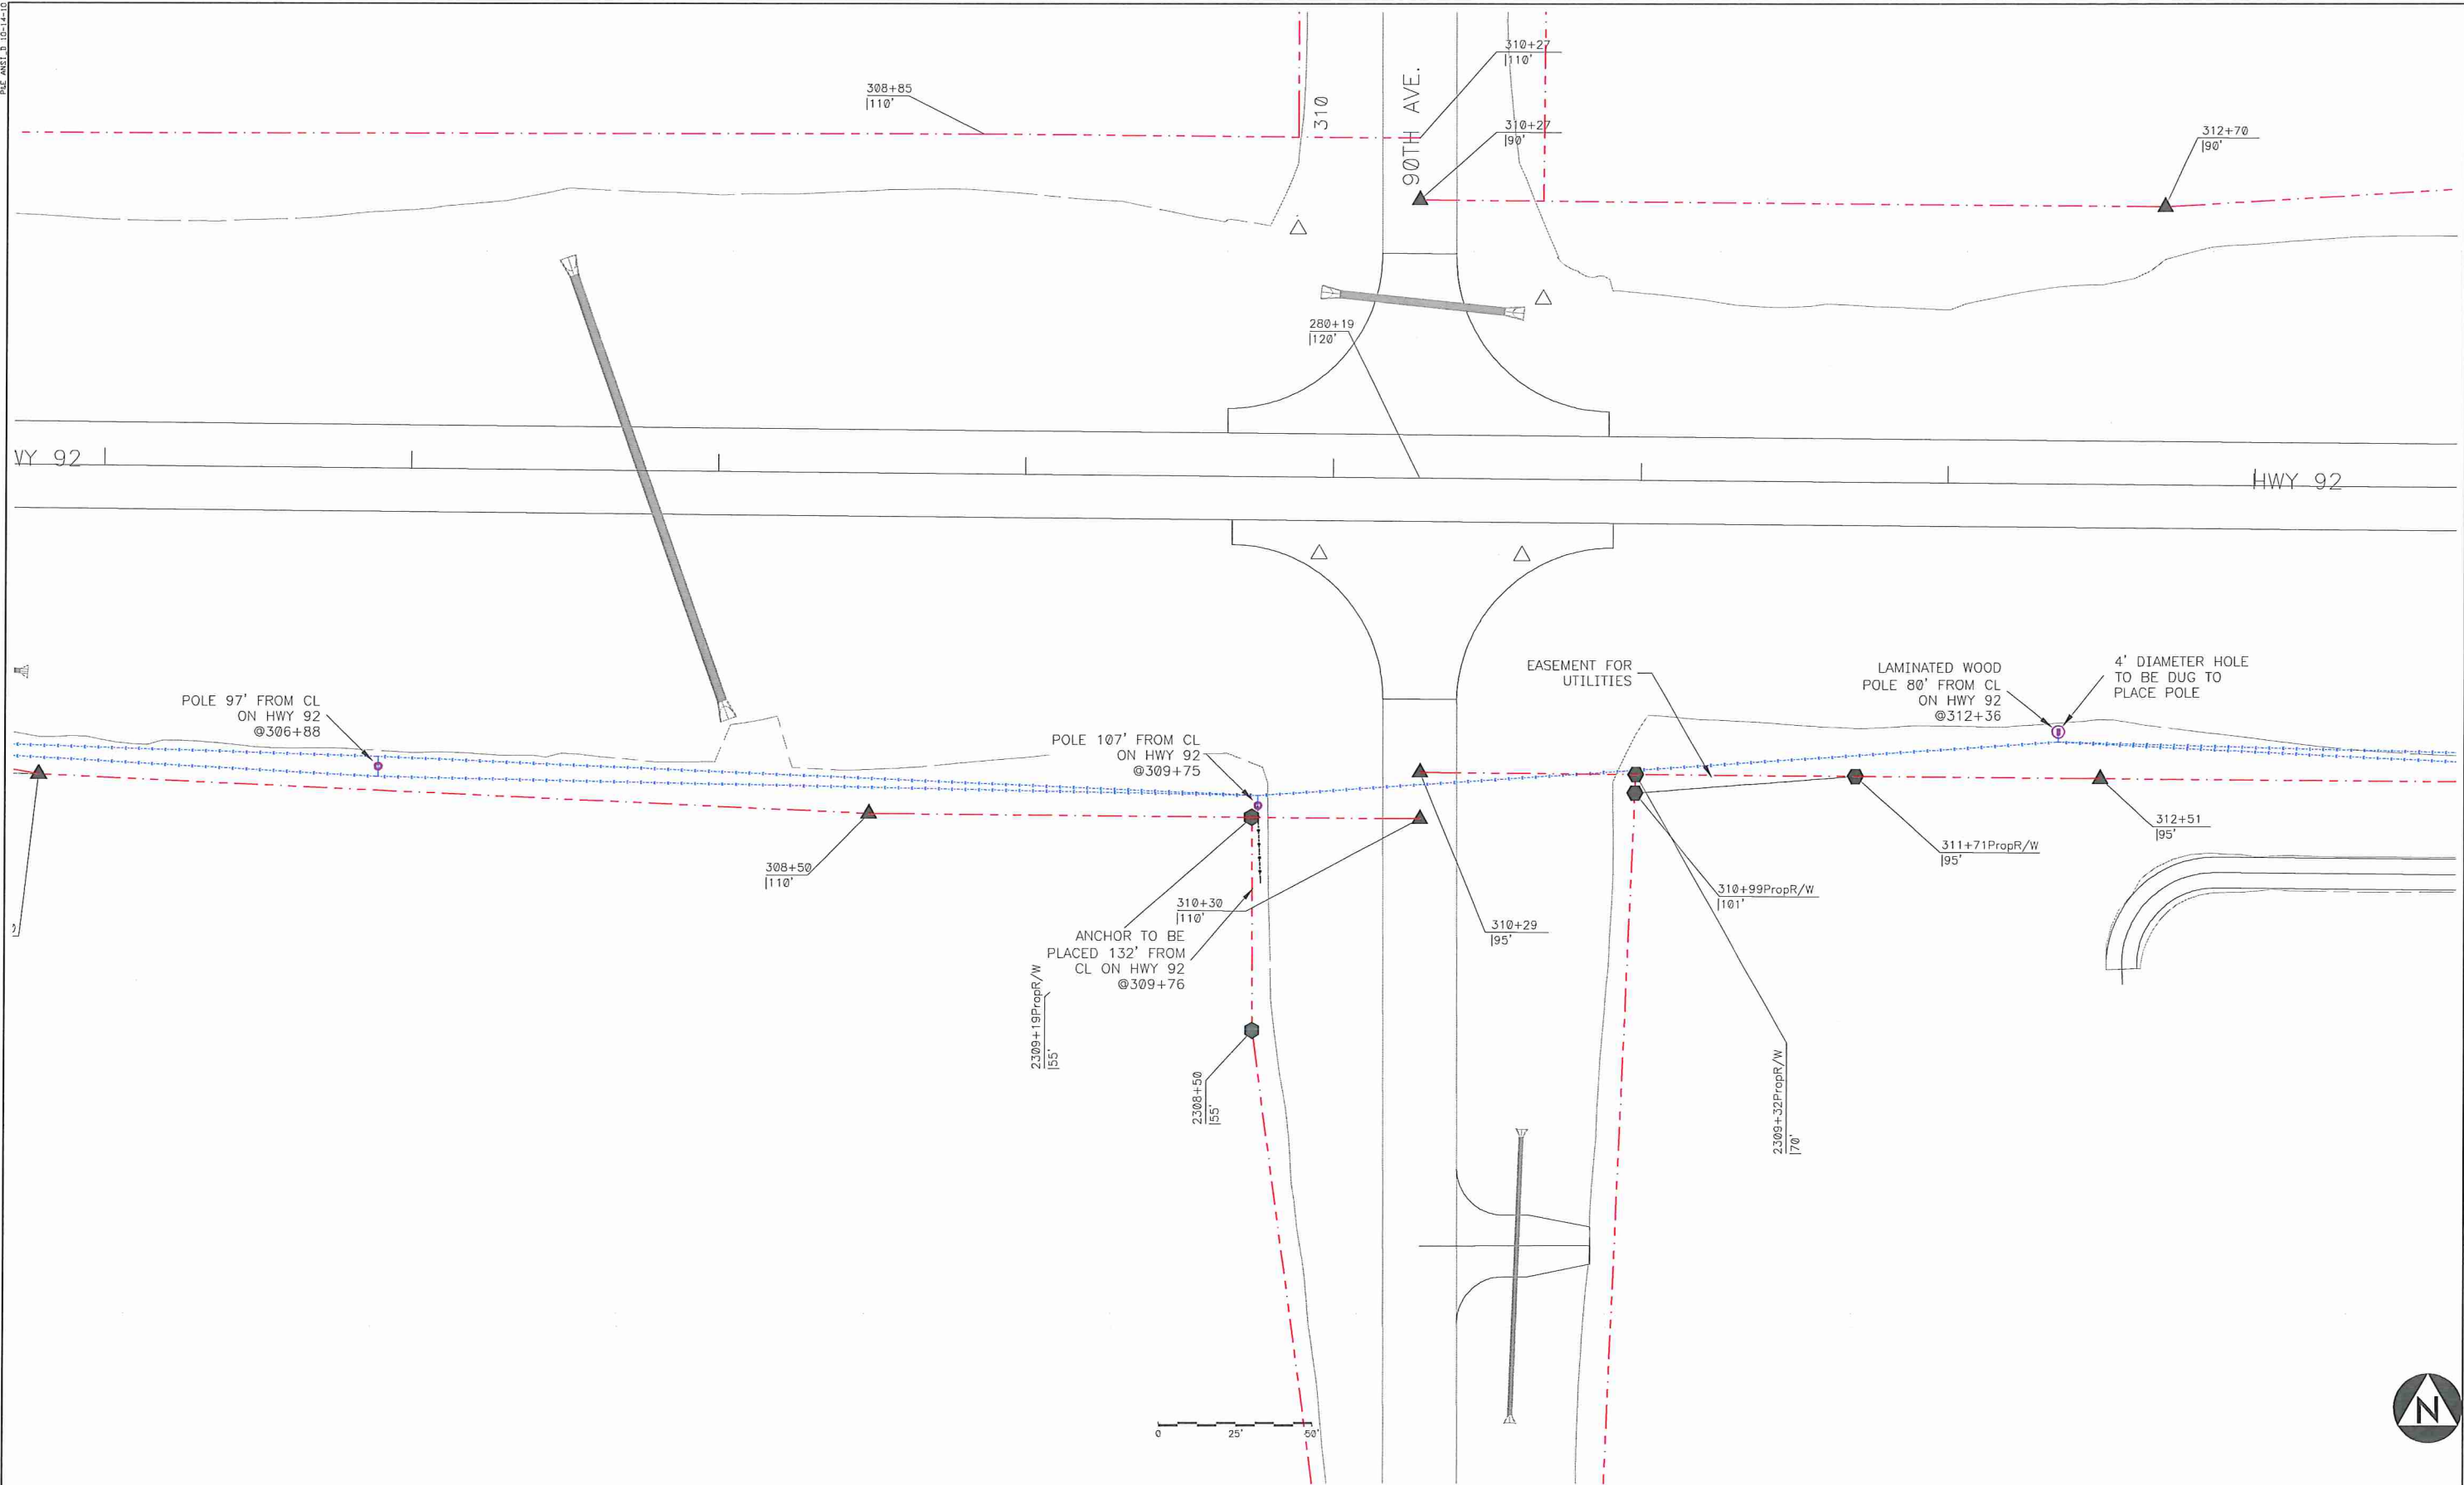 P&E ANSI_D 10-14-10
308+85
110'
310
90TH AVE.
310+27
110'
310+27
90'
312+70
90'
280+19
120'
WY 92
HWY 92
POLE 97' FROM CL
ON HWY 92
@306+88
POLE 107' FROM CL
ON HWY 92
@309+75
EASEMENT FOR
UTILITIES
LAMINATED WOOD
POLE 80' FROM CL
ON HWY 92
@312+36
4' DIAMETER HOLE
TO BE DUG TO
PLACE POLE
308+50
110'
310+30
110'
ANCHOR TO BE
PLACED 132' FROM
CL ON HWY 92
@309+76
310+29
95'
310+99PropR/W
101'
311+71PropR/W
95'
312+51
95'
2309+19PropR/W
55'
2308+50
55'
2309+32PropR/W
70'
0 25' 50'
N